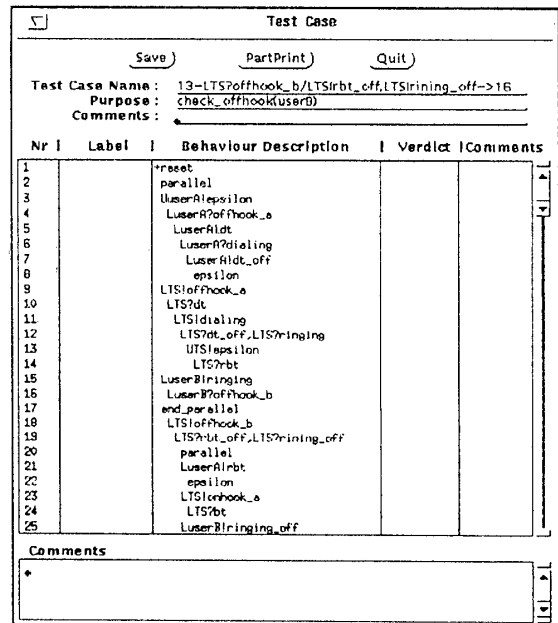 Test Case
Save PartPrint Quit
Test Case Name : 13-LTS?offhook_b/LTS!rbt_off,LTS!rining_off->16
Purpose : check_offhook(userB)
Comments :
Nr | Label | Behaviour Description | Verdict | Comments
1 +reset
2 parallel
3 UuserA!epsilon
4 LuserA?offhook_a
5 LuserA!dt
6 LuserA?dialing
7 LuserA!dt_off
8 epsilon
9 LTS!offhook_a
10 LTS?dt
11 LTS!dialing
12 LTS?dt_off,LTS?ringing
13 UTS!epsilon
14 LTS?rbt
15 LuserB!ringing
16 LuserB?offhook_b
17 end_parallel
18 LTS!offhook_b
19 LTS?rbt_off,LTS?rining_off
20 parallel
21 LuserA!rbt
22 epsilon
23 LTS!onhook_a
24 LTS?bt
25 LuserB!ringing_off
Comments